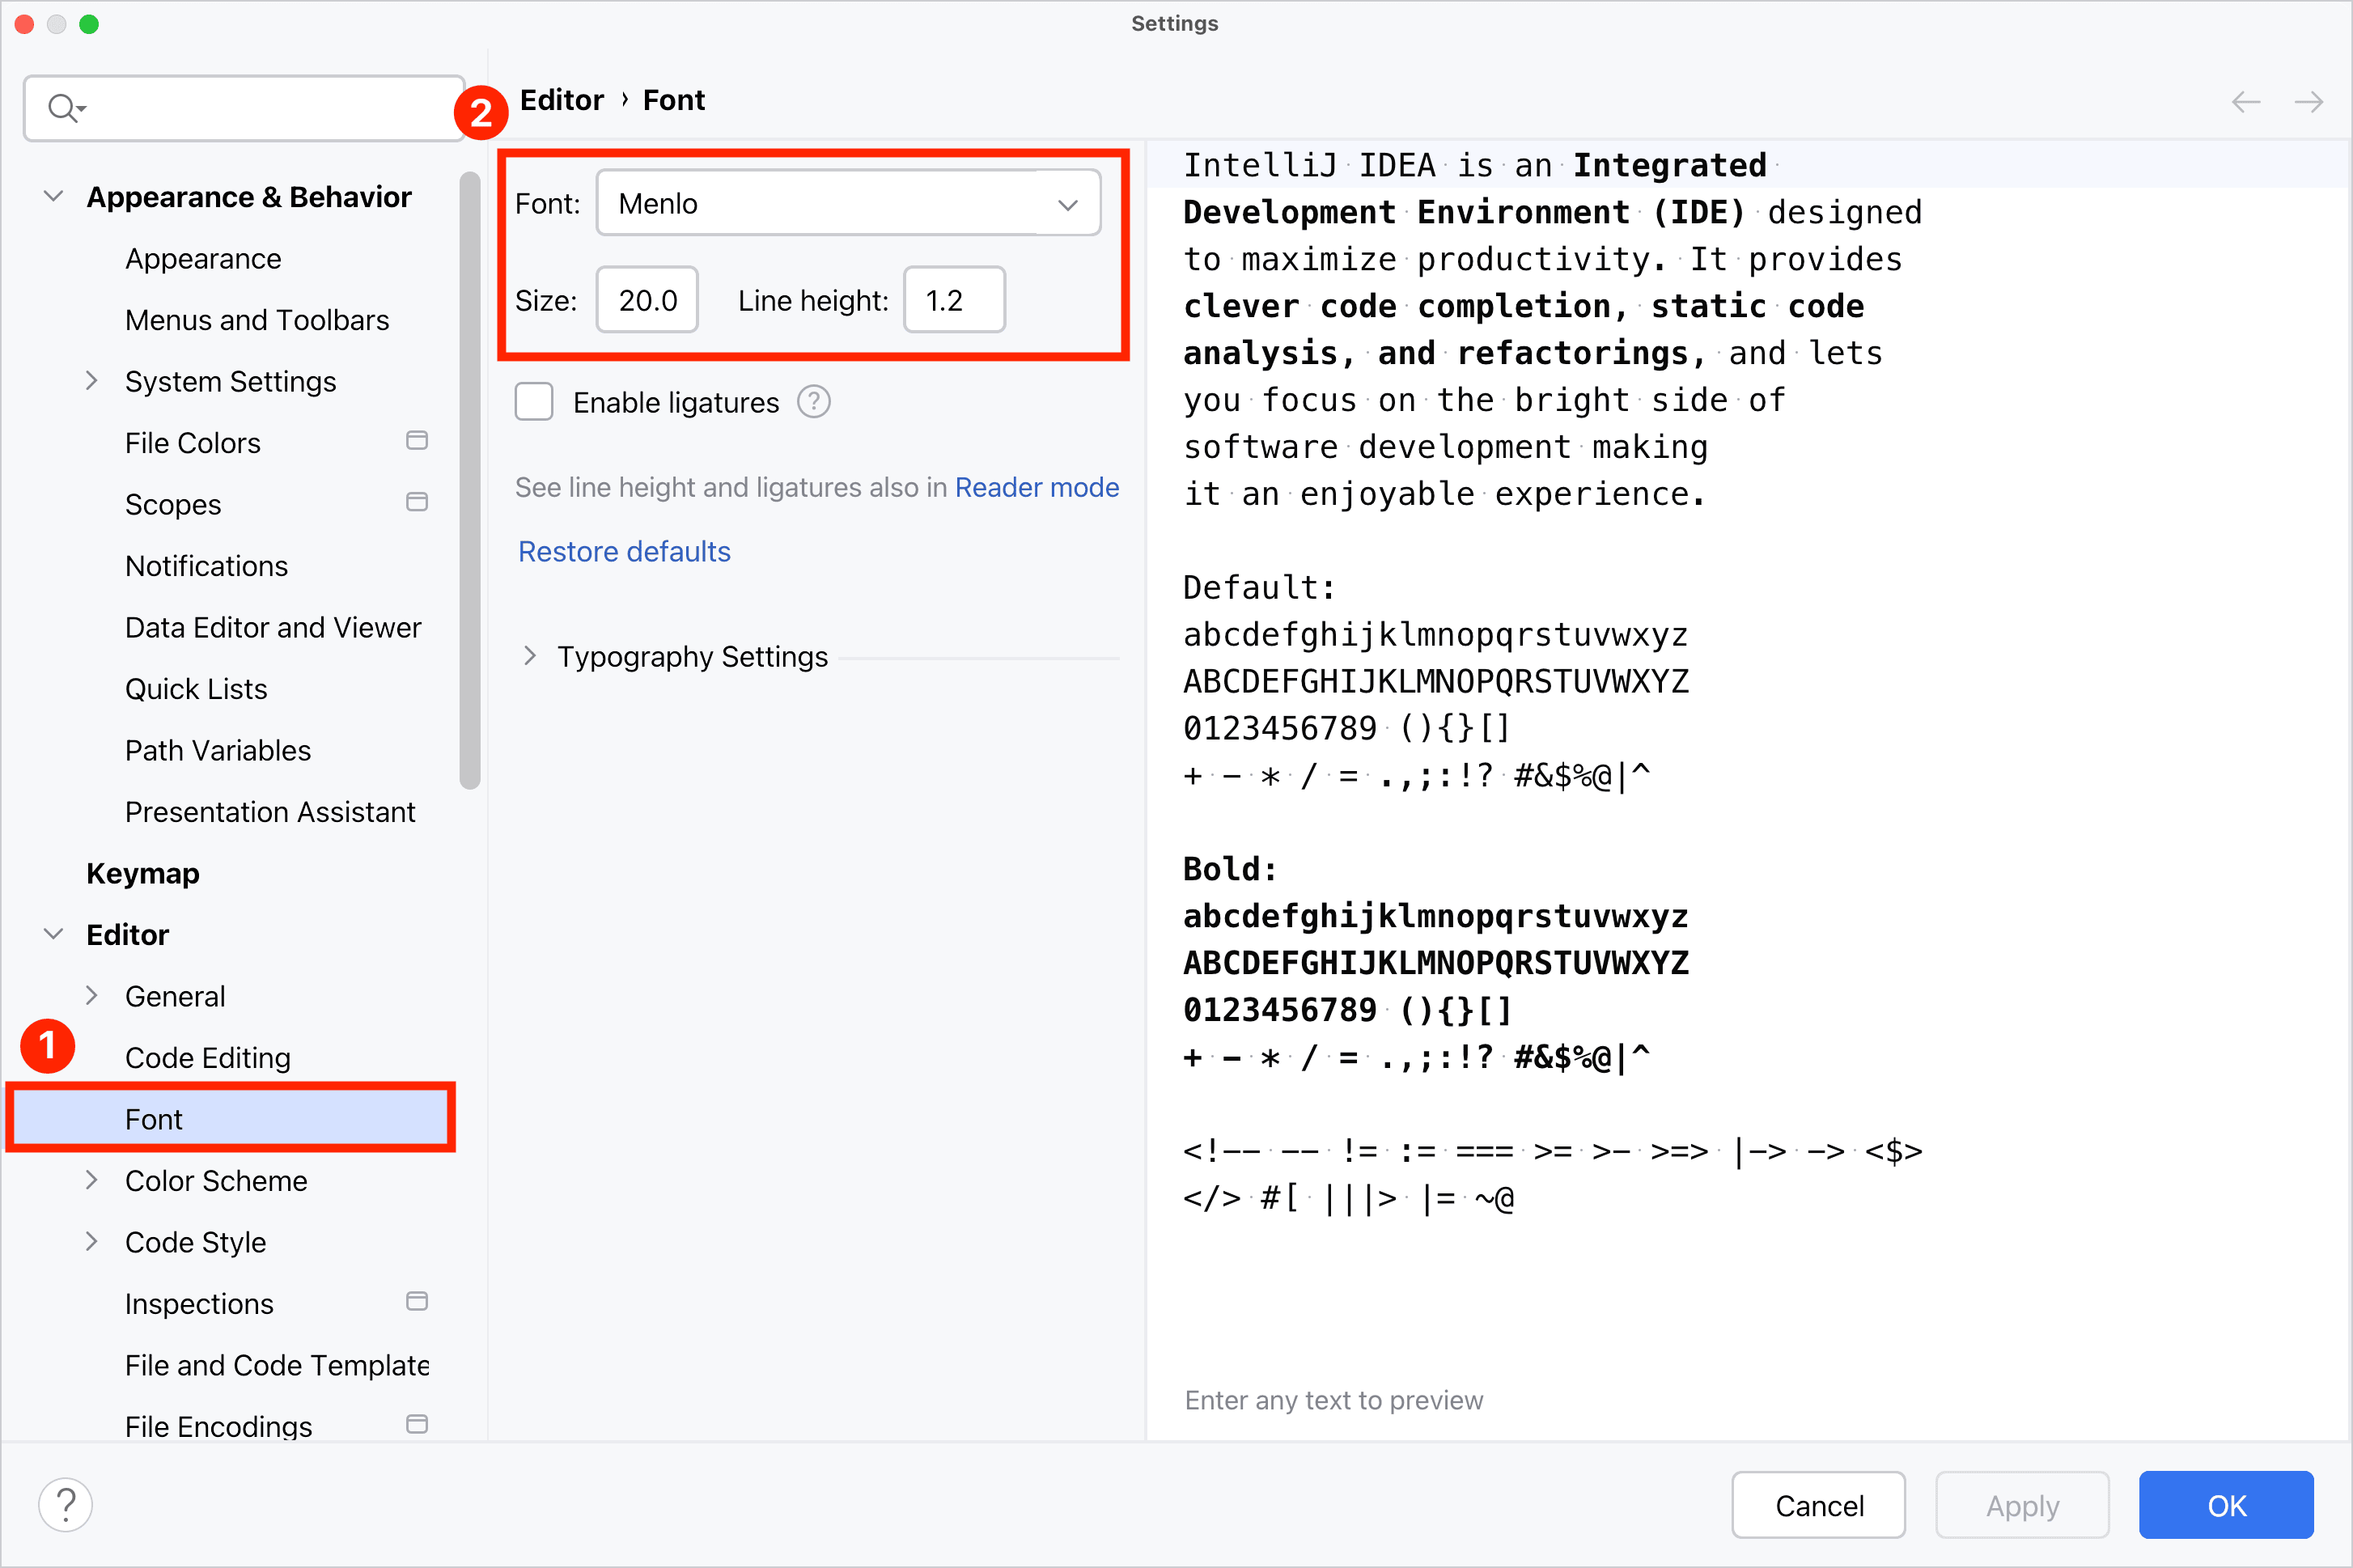 Settings
2
Editor › Font
Appearance & Behavior
Appearance
Menus and Toolbars
System Settings
File Colors
Scopes
Notifications
Data Editor and Viewer
Quick Lists
Path Variables
Presentation Assistant
Keymap
Editor
General
1
Code Editing
Font
Color Scheme
Code Style
Inspections
File and Code Template
File Encodings
Font: Menlo
Size: 20.0 Line height: 1.2
Enable ligatures ?
See line height and ligatures also in Reader mode
Restore defaults
Typography Settings
IntelliJ IDEA is an Integrated
Development Environment (IDE) designed
to maximize productivity. It provides
clever code completion, static code
analysis, and refactorings, and lets
you focus on the bright side of
software development making
it an enjoyable experience.
Default:
abcdefghijklmnopqrstuvwxyz
ABCDEFGHIJKLMNOPQRSTUVWXYZ
0123456789 (){}[]
+ - * / = .,;:!? #&$%@|^
Bold:
abcdefghijklmnopqrstuvwxyz
ABCDEFGHIJKLMNOPQRSTUVWXYZ
0123456789 (){}[]
+ - * / = .,;:!? #&$%@|^
<!-- -- != := === >= >- >=> |-> -> <$>
</> #[ |||> |= ~@
Enter any text to preview
?
Cancel Apply OK